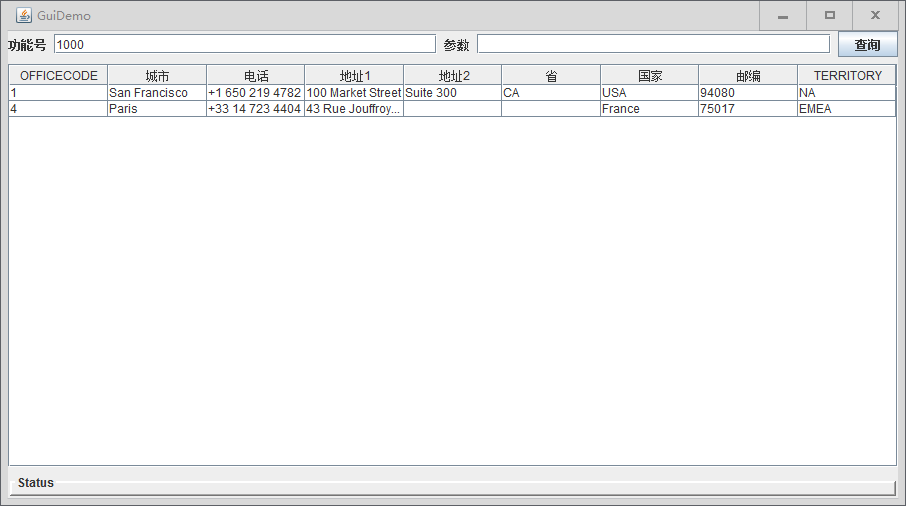 GuiDemo
功能号 1000 参数 查询
OFFICECODE 城市 电话 地址1 地址2 省 国家 邮编 TERRITORY
1 San Francisco +1 650 219 4782 100 Market Street Suite 300 CA USA 94080 NA
4 Paris +33 14 723 4404 43 Rue Jouffroy... France 75017 EMEA
Status